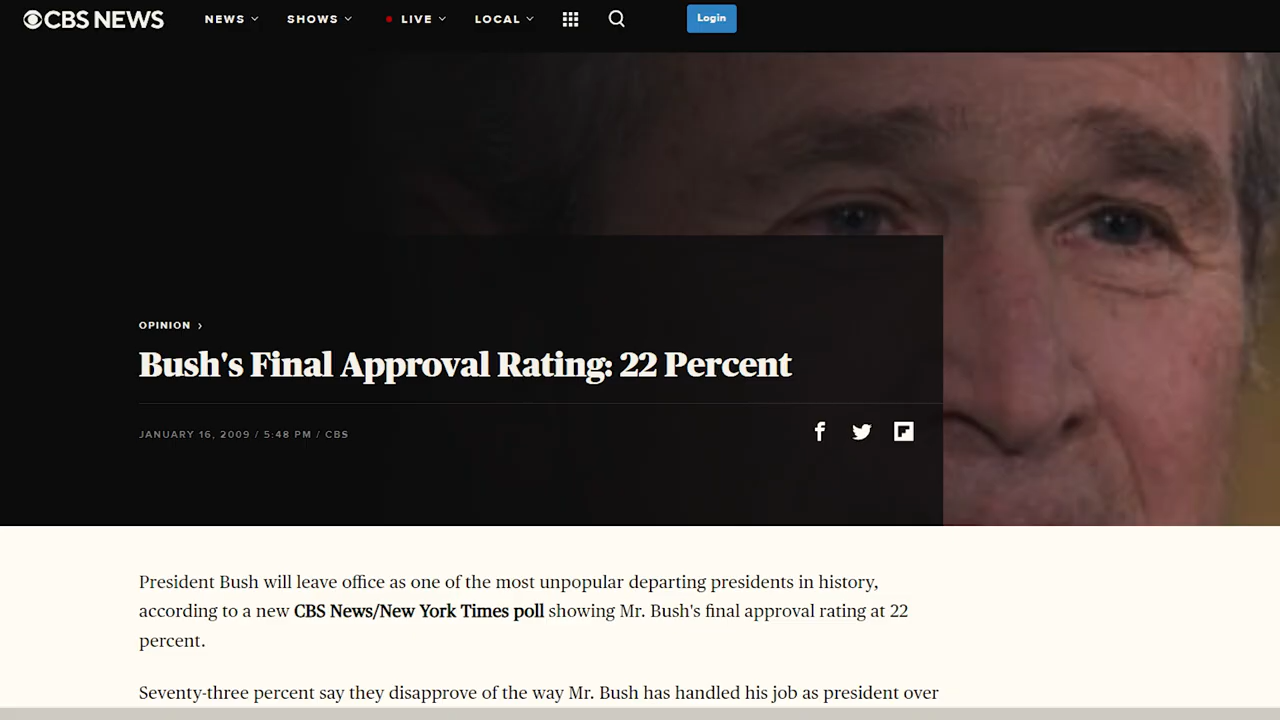 CBS NEWS
NEWS
SHOWS
LIVE
LOCAL
Login
OPINION ›
Bush's Final Approval Rating: 22 Percent
JANUARY 16, 2009 / 5:48 PM / CBS
President Bush will leave office as one of the most unpopular departing presidents in history,
according to a new CBS News/New York Times poll showing Mr. Bush's final approval rating at 22
percent.
Seventy-three percent say they disapprove of the way Mr. Bush has handled his job as president over